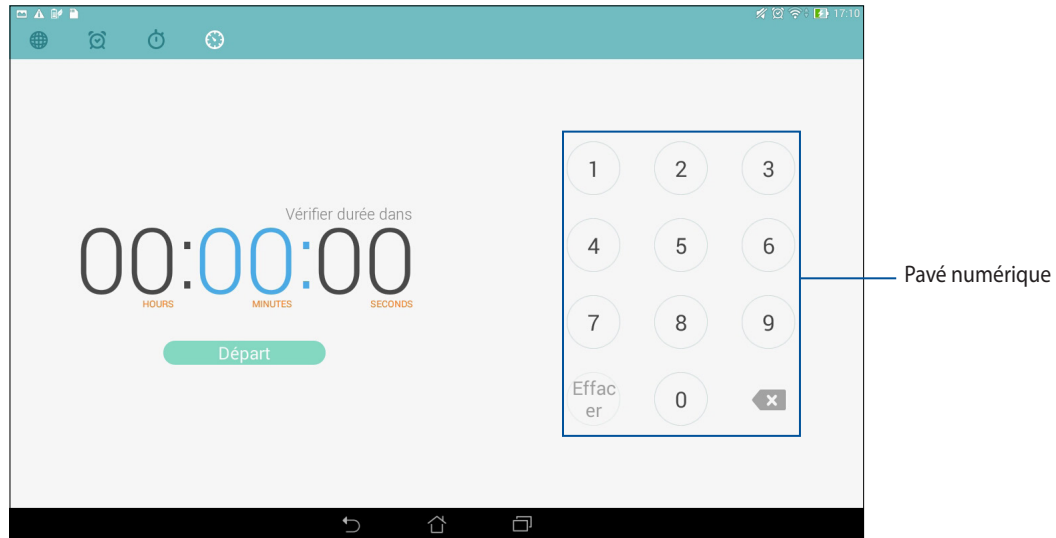 17:10
Vérifier durée dans
00:00:00
HOURS MINUTES SECONDS
Départ
1 2 3
4 5 6
7 8 9
Effac
er
0
Pavé numérique